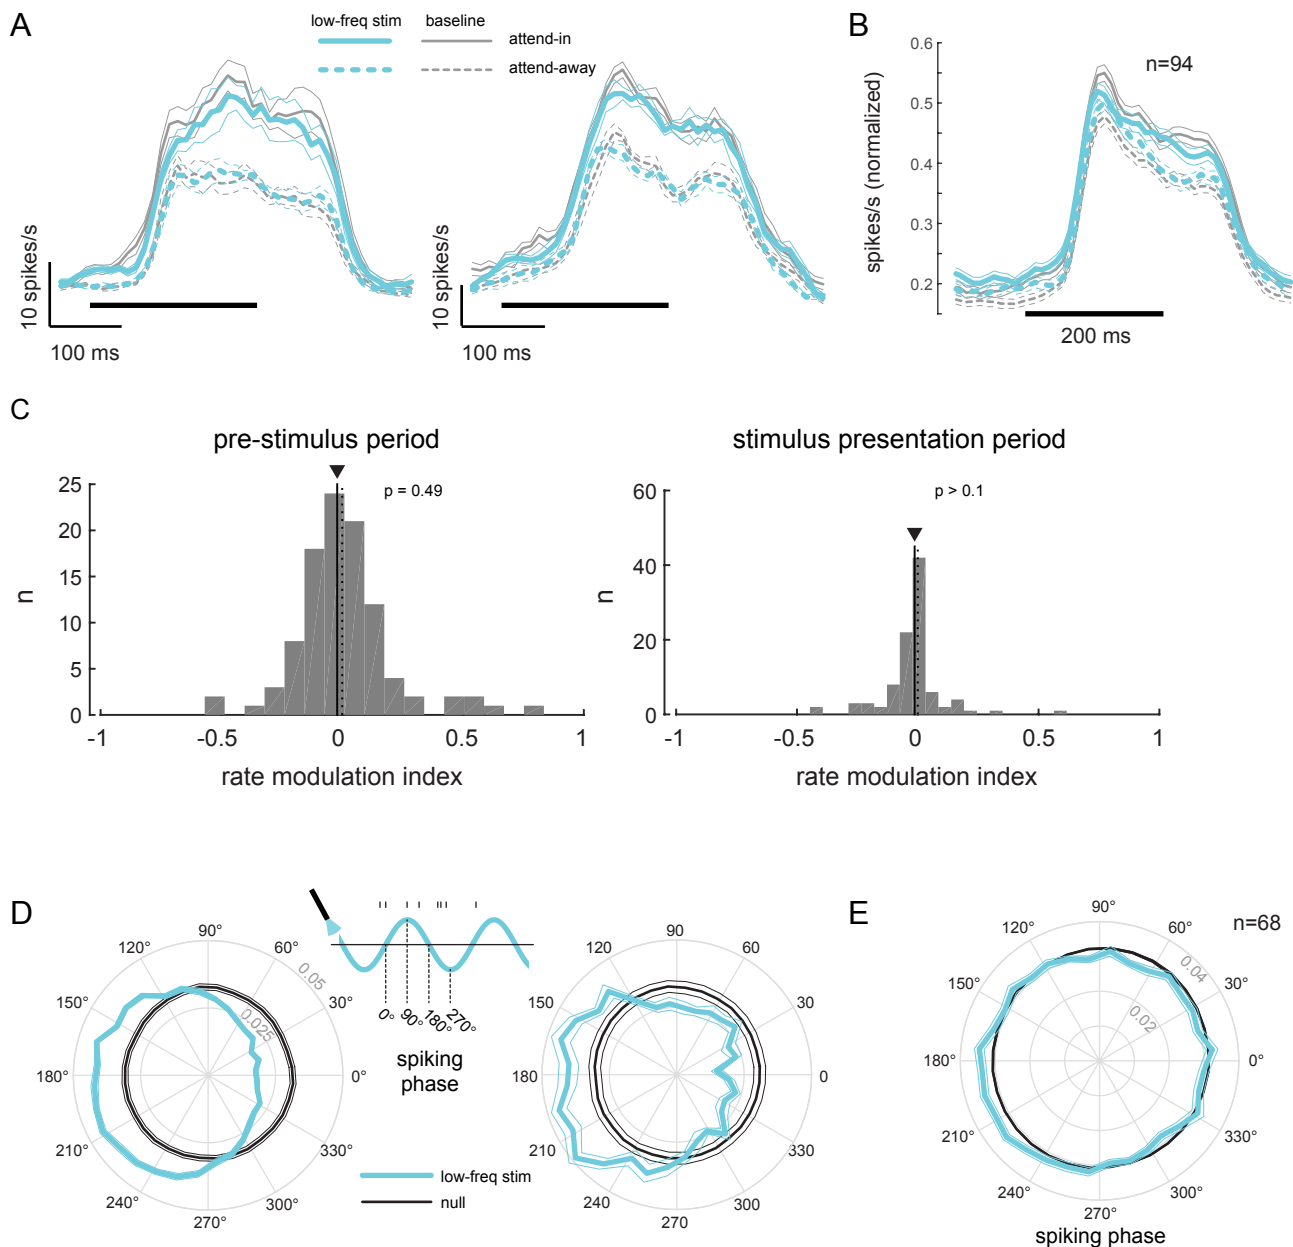 A
low-freq stim baseline
attend-in
attend-away
10 spikes/s
100 ms
10 spikes/s
100 ms
B
n=94
spikes/s (normalized)
0.6
0.5
0.4
0.3
0.2
200 ms
C
pre-stimulus period
p = 0.49
n
25
20
15
10
5
0
-1 -0.5 0 0.5 1
rate modulation index
stimulus presentation period
p > 0.1
n
60
40
20
0
-1 -0.5 0 0.5 1
rate modulation index
D
90°
120° 60°
150° 30°
180° 0°
210° 330°
240° 300°
270°
0.05
0.025
0° 90° 180° 270°
spiking
phase
low-freq stim
null
90
120 60
150 30
180 0
210 330
240 300
270
E
n=68
90°
120° 60°
150° 30°
180° 0°
210° 330°
240° 300°
270°
0.04
0.02
spiking phase